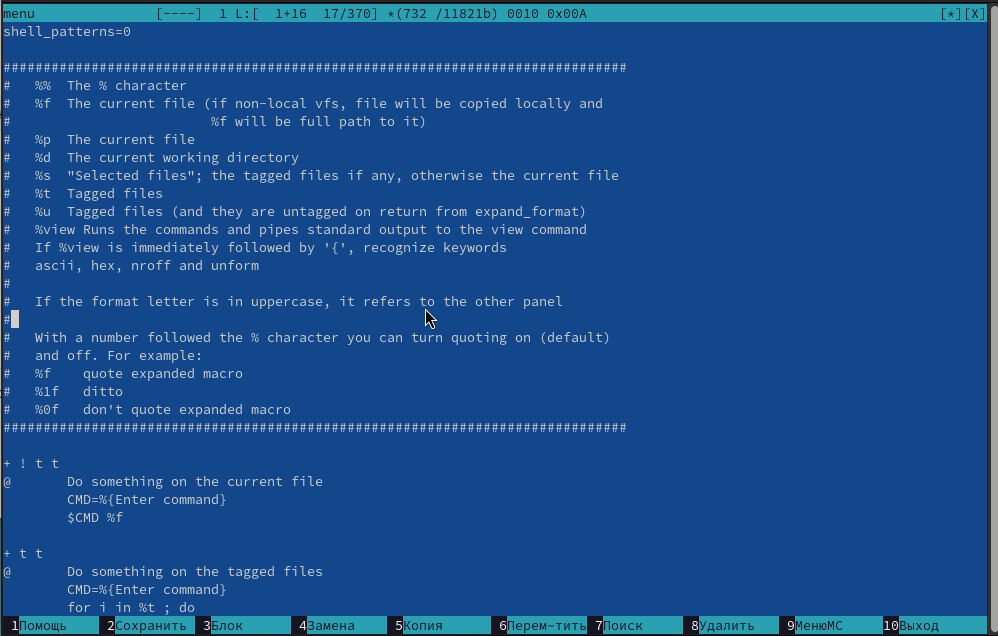 menu               [----]  1 L:[  1+16  17/370] *(732 /11821b) 0010 0x00A                                            [*][X]
shell_patterns=0
##############################################################################
#   %%  The % character
#   %f  The current file (if non-local vfs, file will be copied locally and
#                         %f will be full path to it)
#   %p  The current file
#   %d  The current working directory
#   %s  "Selected files"; the tagged files if any, otherwise the current file
#   %t  Tagged files
#   %u  Tagged files (and they are untagged on return from expand_format)
#   %view Runs the commands and pipes standard output to the view command
#   If %view is immediately followed by '{', recognize keywords
#   ascii, hex, nroff and unform
#
#   If the format letter is in uppercase, it refers to the other panel
#
#   With a number followed the % character you can turn quoting on (default)
#   and off. For example:
#   %f    quote expanded macro
#   %1f   ditto
#   %0f   don't quote expanded macro
##############################################################################
+ ! t t
@       Do something on the current file
        CMD=%{Enter command}
        $CMD %f
+ t t
@       Do something on the tagged files
        CMD=%{Enter command}
        for i in %t ; do
1Помощь 2Сохранить 3Блок 4Замена 5Копия 6Перем~тить 7Поиск 8Удалить 9МенюMC 10Выход